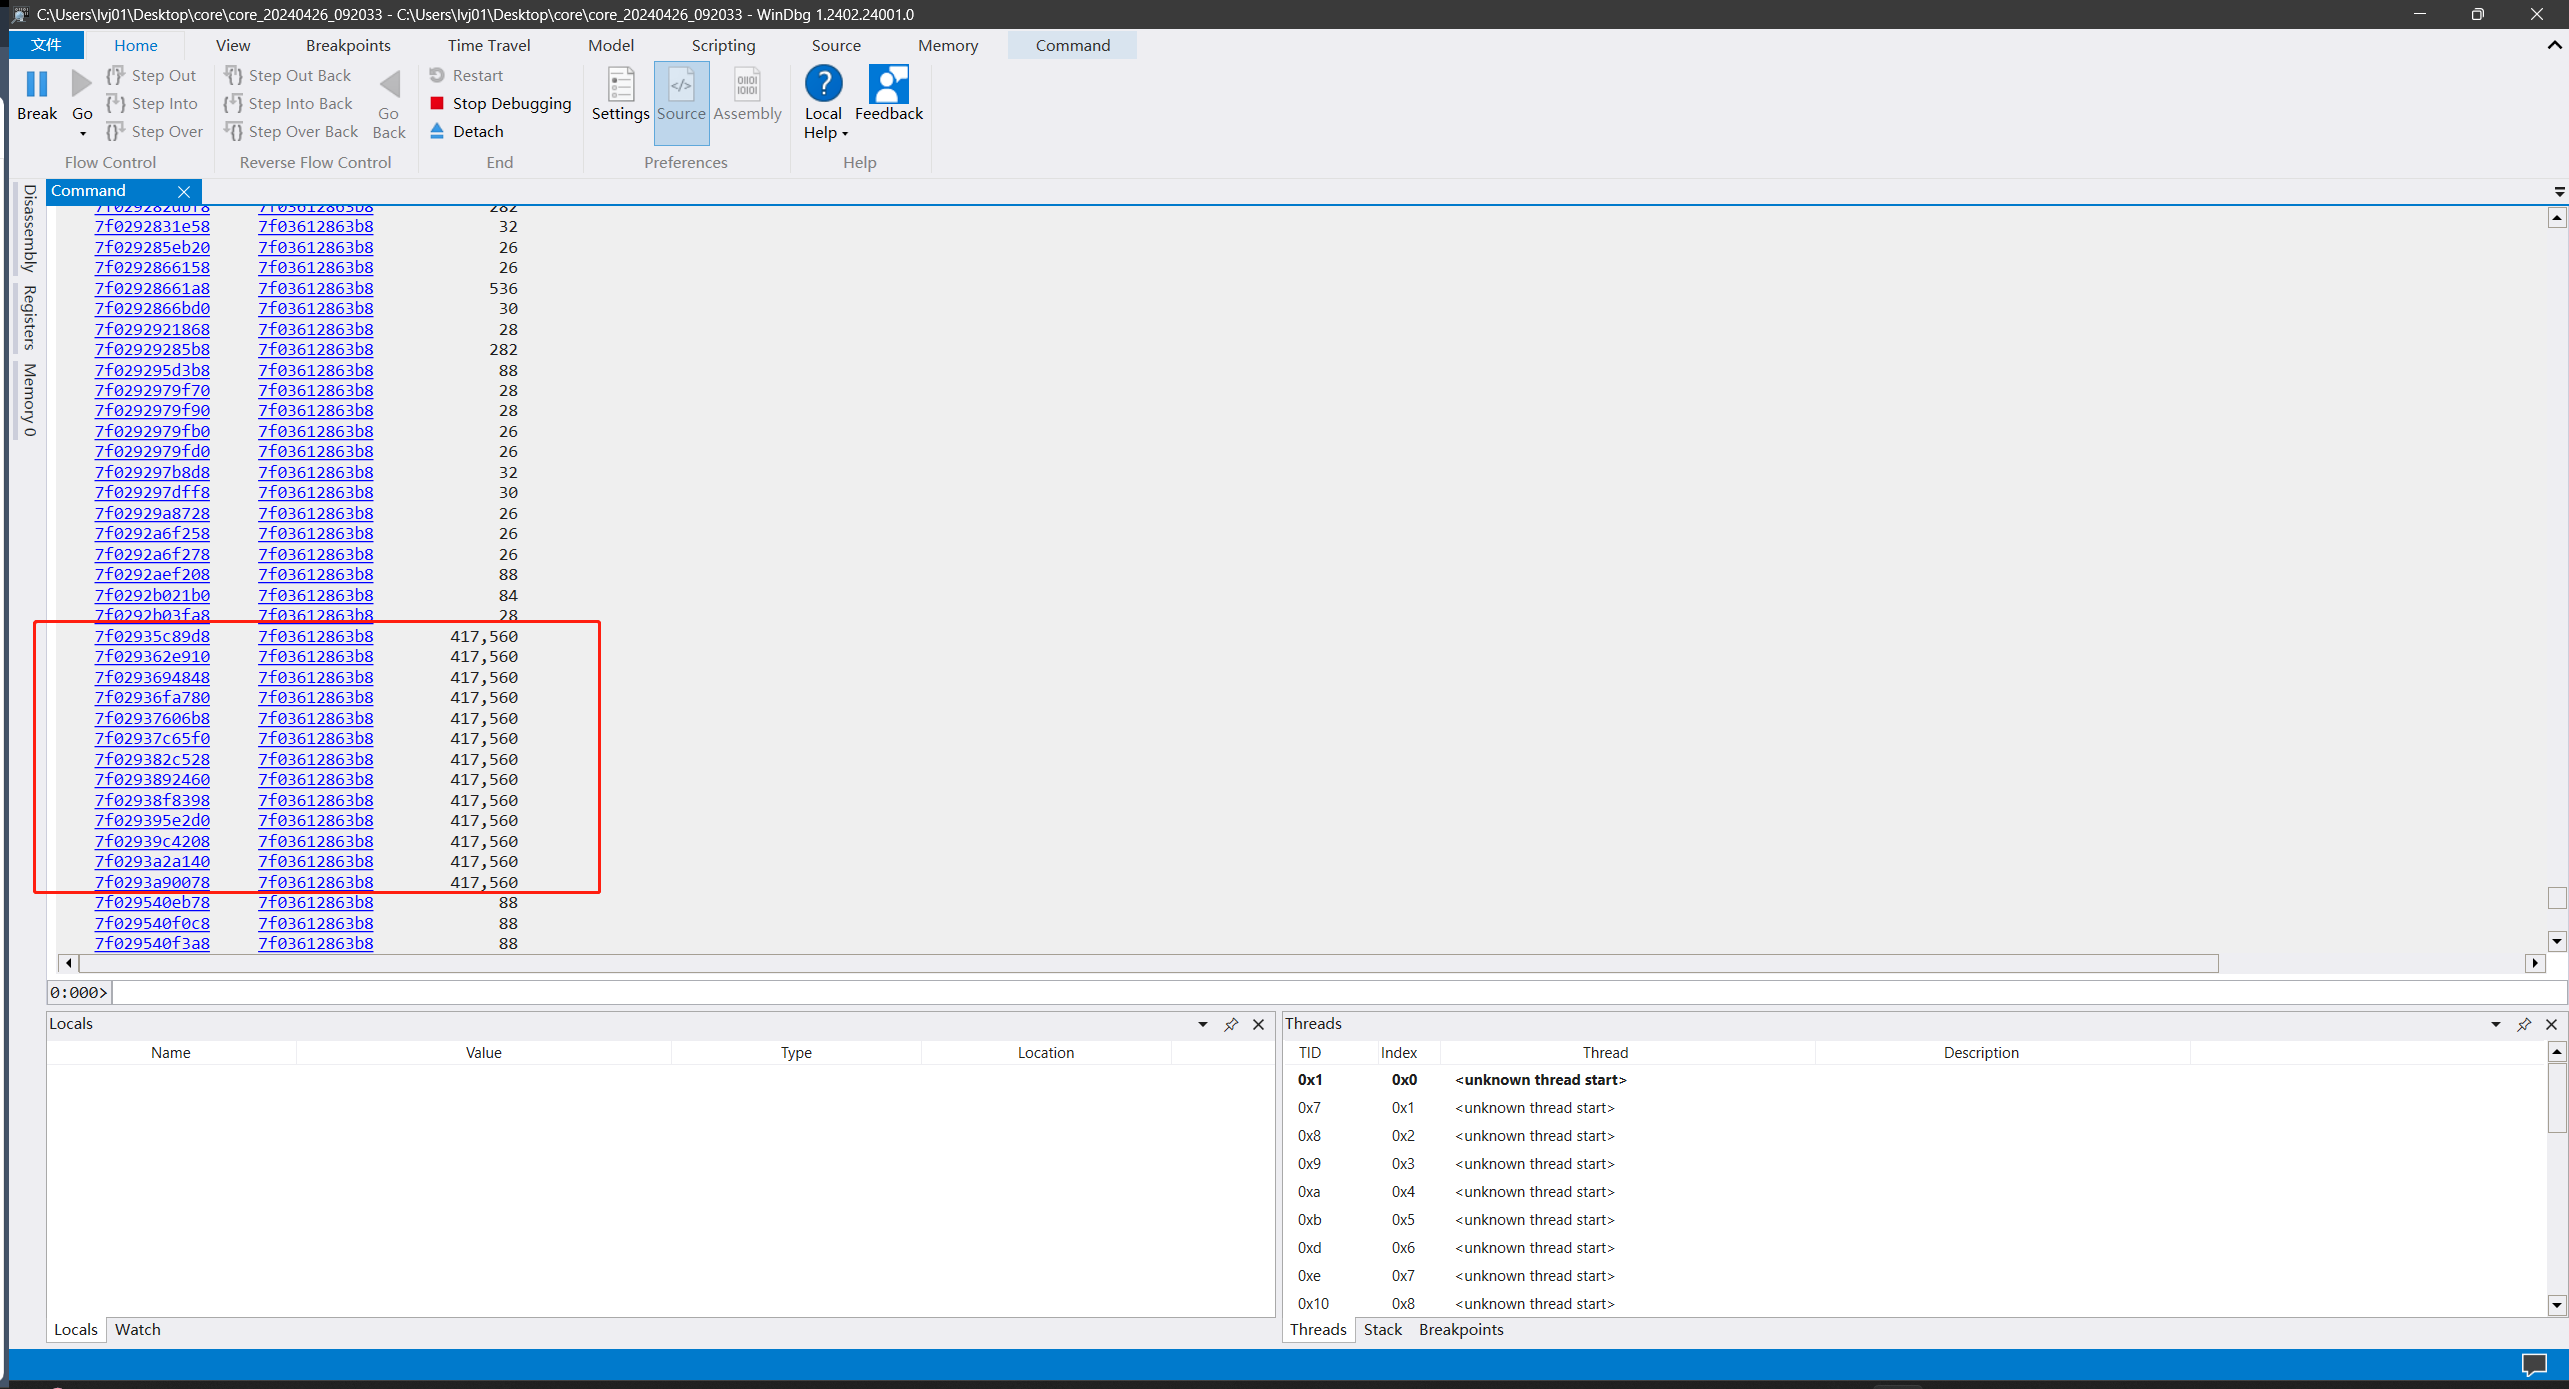 C:\Users\lvj01\Desktop\core\core_20240426_092033 - C:\Users\lvj01\Desktop\core\core_20240426_092033 - WinDbg 1.2402.24001.0
文件 Home View Breakpoints Time Travel Model Scripting Source Memory Command
Break
Go
Step Out
Step Into
Step Over
Flow Control
Step Out Back
Step Into Back
Step Over Back
Go Back
Reverse Flow Control
Restart
Stop Debugging
Detach
End
Settings Source Assembly
Preferences
Local Help
Feedback
Help
Disassembly
Registers
Memory 0
Command
7f029282dbf8 7f03612863b8 282
7f0292831e58 7f03612863b8 32
7f029285eb20 7f03612863b8 26
7f0292866158 7f03612863b8 26
7f02928661a8 7f03612863b8 536
7f0292866bd0 7f03612863b8 30
7f0292921868 7f03612863b8 28
7f02929285b8 7f03612863b8 282
7f029295d3b8 7f03612863b8 88
7f0292979f70 7f03612863b8 28
7f0292979f90 7f03612863b8 28
7f0292979fb0 7f03612863b8 26
7f0292979fd0 7f03612863b8 26
7f029297b8d8 7f03612863b8 32
7f029297dff8 7f03612863b8 30
7f02929a8728 7f03612863b8 26
7f0292a6f258 7f03612863b8 26
7f0292a6f278 7f03612863b8 26
7f0292aef208 7f03612863b8 88
7f0292b021b0 7f03612863b8 84
7f0292b03fa8 7f03612863b8 28
7f02935c89d8 7f03612863b8 417,560
7f029362e910 7f03612863b8 417,560
7f0293694848 7f03612863b8 417,560
7f02936fa780 7f03612863b8 417,560
7f02937606b8 7f03612863b8 417,560
7f02937c65f0 7f03612863b8 417,560
7f029382c528 7f03612863b8 417,560
7f0293892460 7f03612863b8 417,560
7f02938f8398 7f03612863b8 417,560
7f029395e2d0 7f03612863b8 417,560
7f02939c4208 7f03612863b8 417,560
7f0293a2a140 7f03612863b8 417,560
7f0293a90078 7f03612863b8 417,560
7f029540eb78 7f03612863b8 88
7f029540f0c8 7f03612863b8 88
7f029540f3a8 7f03612863b8 88
0:000>
Locals
Name Value Type Location
Locals Watch
Threads
TID Index Thread Description
0x1 0x0 <unknown thread start>
0x7 0x1 <unknown thread start>
0x8 0x2 <unknown thread start>
0x9 0x3 <unknown thread start>
0xa 0x4 <unknown thread start>
0xb 0x5 <unknown thread start>
0xd 0x6 <unknown thread start>
0xe 0x7 <unknown thread start>
0x10 0x8 <unknown thread start>
Threads Stack Breakpoints